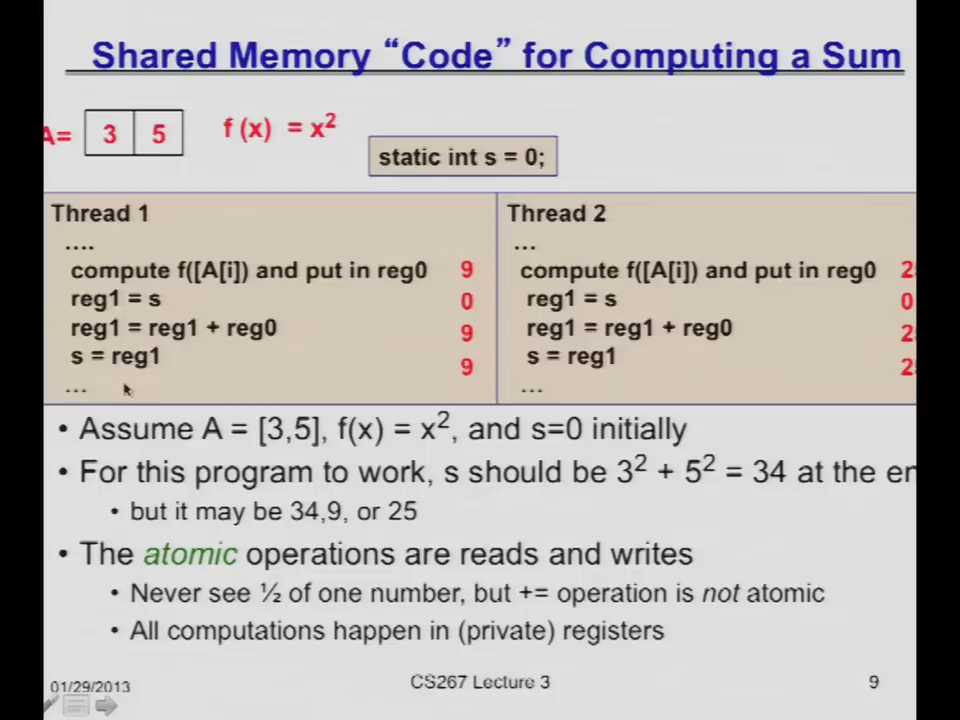 Shared Memory “Code” for Computing a Sum
A= 3 5 f (x) = x²
static int s = 0;
Thread 1
....
compute f([A[i]) and put in reg0 9
reg1 = s 0
reg1 = reg1 + reg0 9
s = reg1 9
...
Thread 2
...
compute f([A[i]) and put in reg0 2
reg1 = s 0
reg1 = reg1 + reg0 2
s = reg1 2
...
• Assume A = [3,5], f(x) = x², and s=0 initially
• For this program to work, s should be 3² + 5² = 34 at the
• but it may be 34,9, or 25
• The atomic operations are reads and writes
• Never see ½ of one number, but += operation is not atomic
• All computations happen in (private) registers
01/29/2013 CS267 Lecture 3 9